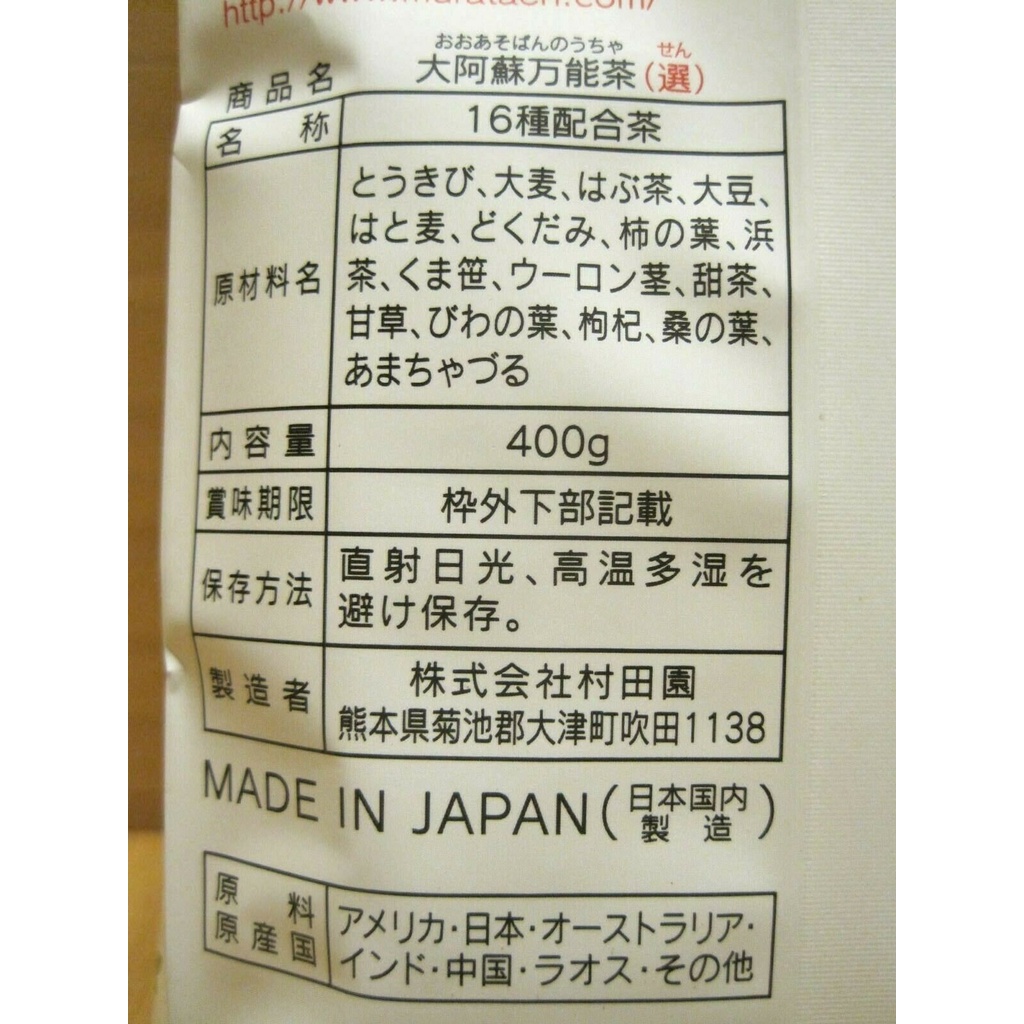 おおあそばんのうちゃ せん
商品名 大阿蘇万能茶(選)
名称 16種配合茶
原材料名 とうきび、大麦、はぶ茶、大豆、
はと麦、どくだみ、柿の葉、浜
茶、くま笹、ウーロン茎、甜茶、
甘草、びわの葉、枸杞、桑の葉、
あまちゃづる
内容量 400g
賞味期限 枠外下部記載
保存方法 直射日光、高温多湿を
避け保存。
製造者 株式会社村田園
熊本県菊池郡大津町吹田1138
MADE IN JAPAN(日本国内
製造)
原料 アメリカ・日本・オーストラリア・
原産国 インド・中国・ラオス・その他